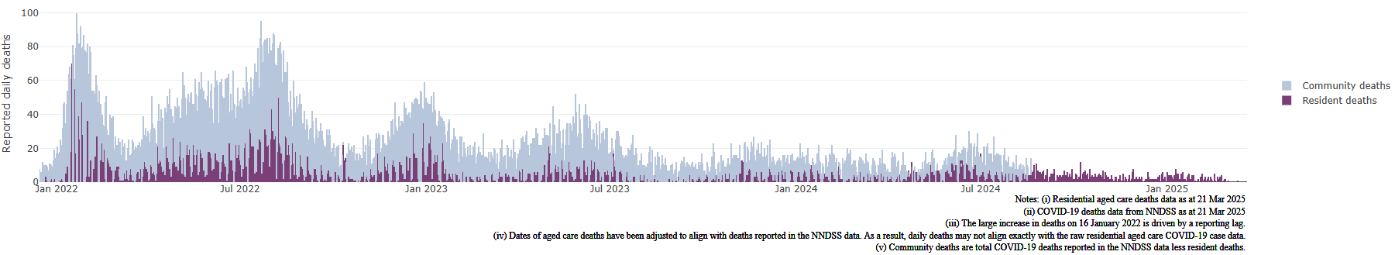 Reported daily deaths
100
80
60
40
20
0
Jan 2022
Jul 2022
Jan 2023
Jul 2023
Jan 2024
Jul 2024
Jan 2025
Community deaths
Resident deaths
Notes: (i) Residential aged care deaths data as at 21 Mar 2025
(ii) COVID-19 deaths data from NNDSS as at 21 Mar 2025
(iii) The large increase in deaths on 16 January 2022 is driven by a reporting lag.
(iv) Dates of aged care deaths have been adjusted to align with deaths reported in the NNDSS data. As a result, daily deaths may not align exactly with the raw residential aged care COVID-19 case data.
(v) Community deaths are total COVID-19 deaths reported in the NNDSS data less resident deaths.